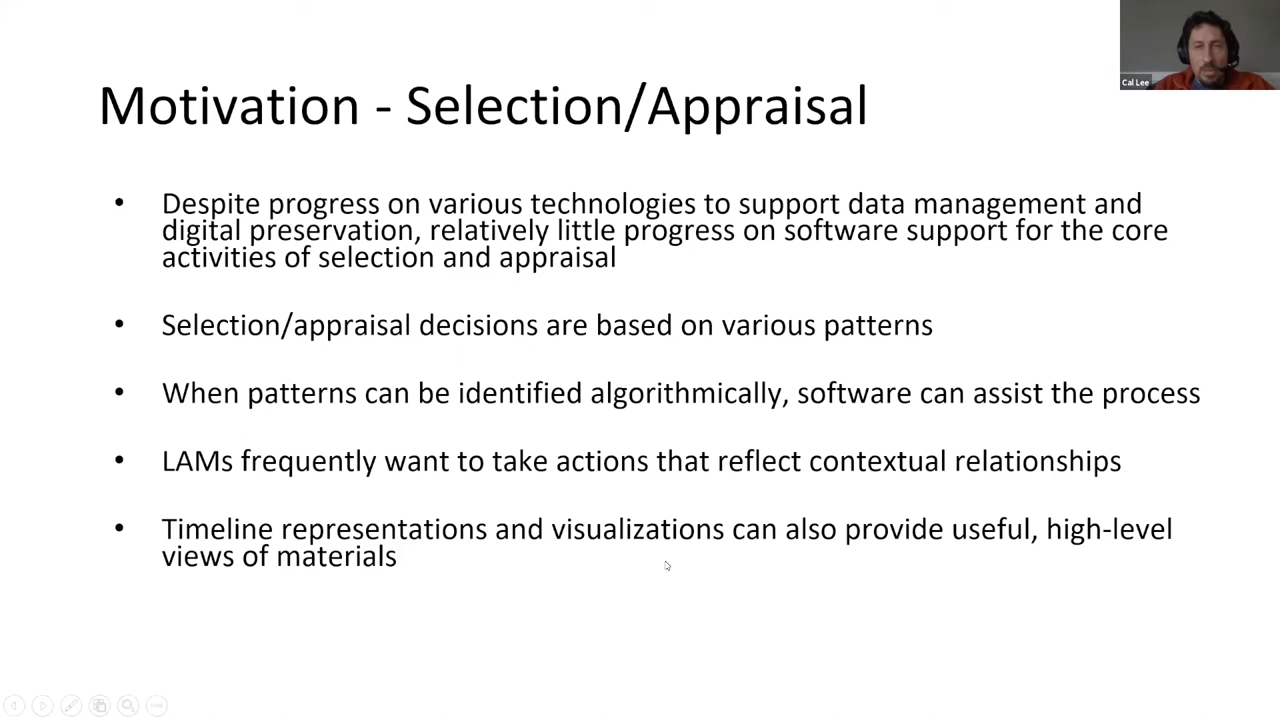 Cal Lee
Motivation - Selection/Appraisal
• Despite progress on various technologies to support data management and
digital preservation, relatively little progress on software support for the core
activities of selection and appraisal
• Selection/appraisal decisions are based on various patterns
• When patterns can be identified algorithmically, software can assist the process
• LAMs frequently want to take actions that reflect contextual relationships
• Timeline representations and visualizations can also provide useful, high-level
views of materials